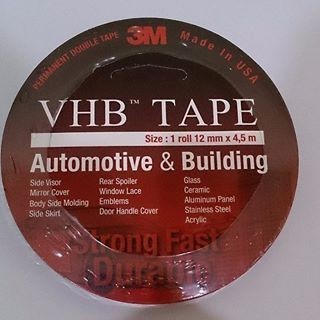 PERMANENT DOUBLE TAPE 3M Made In USA
VHB™ TAPE
Size : 1 roll 12 mm x 4,5 m
Automotive & Building
Side Visor Rear Spoiler Glass
Mirror Cover Window Lace Ceramic
Body Side Molding Emblems Aluminum Panel
Side Skirt Door Handle Cover Stainless Steel
Acrylic
Strong Fast
Durable